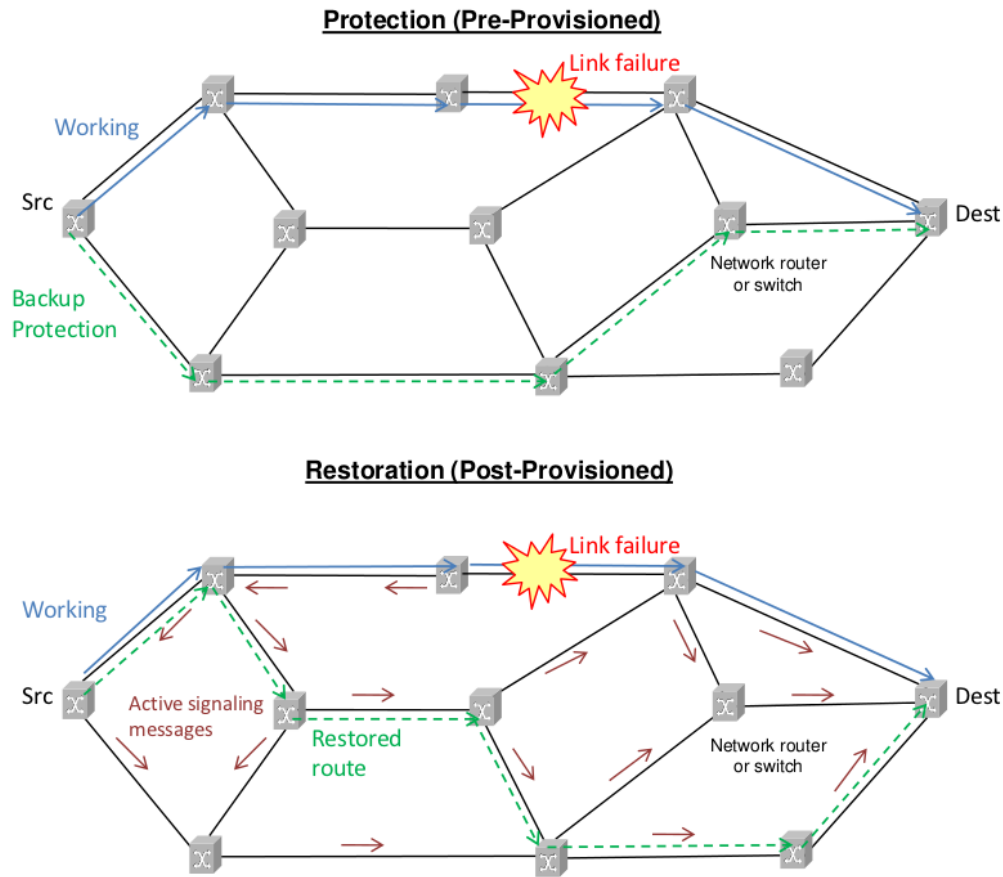 Protection (Pre-Provisioned)
Link failure
Working
Src
Dest
Network router
or switch
Backup
Protection
Restoration (Post-Provisioned)
Link failure
Working
Src
Dest
Active signaling
messages
Restored
route
Network router
or switch